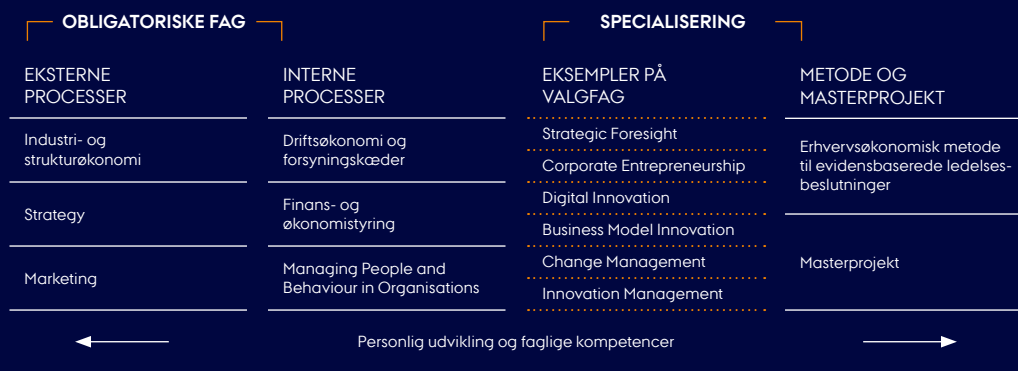 OBLIGATORISKE FAG
EKSTERNE
PROCESSER
Industri- og
strukturøkonomi
Strategy
Marketing
INTERNE
PROCESSER
Driftsøkonomi og
forsyningskæder
Finans- og
økonomistyring
Managing People and
Behaviour in Organisations
SPECIALISERING
EKSEMPLER PÅ
VALGFAG
Strategic Foresight
Corporate Entrepreneurship
Digital Innovation
Business Model Innovation
Change Management
Innovation Management
METODE OG
MASTERPROJEKT
Erhvervsøkonomisk metode
til evidensbaserede ledelses-
beslutninger
Masterprojekt
Personlig udvikling og faglige kompetencer